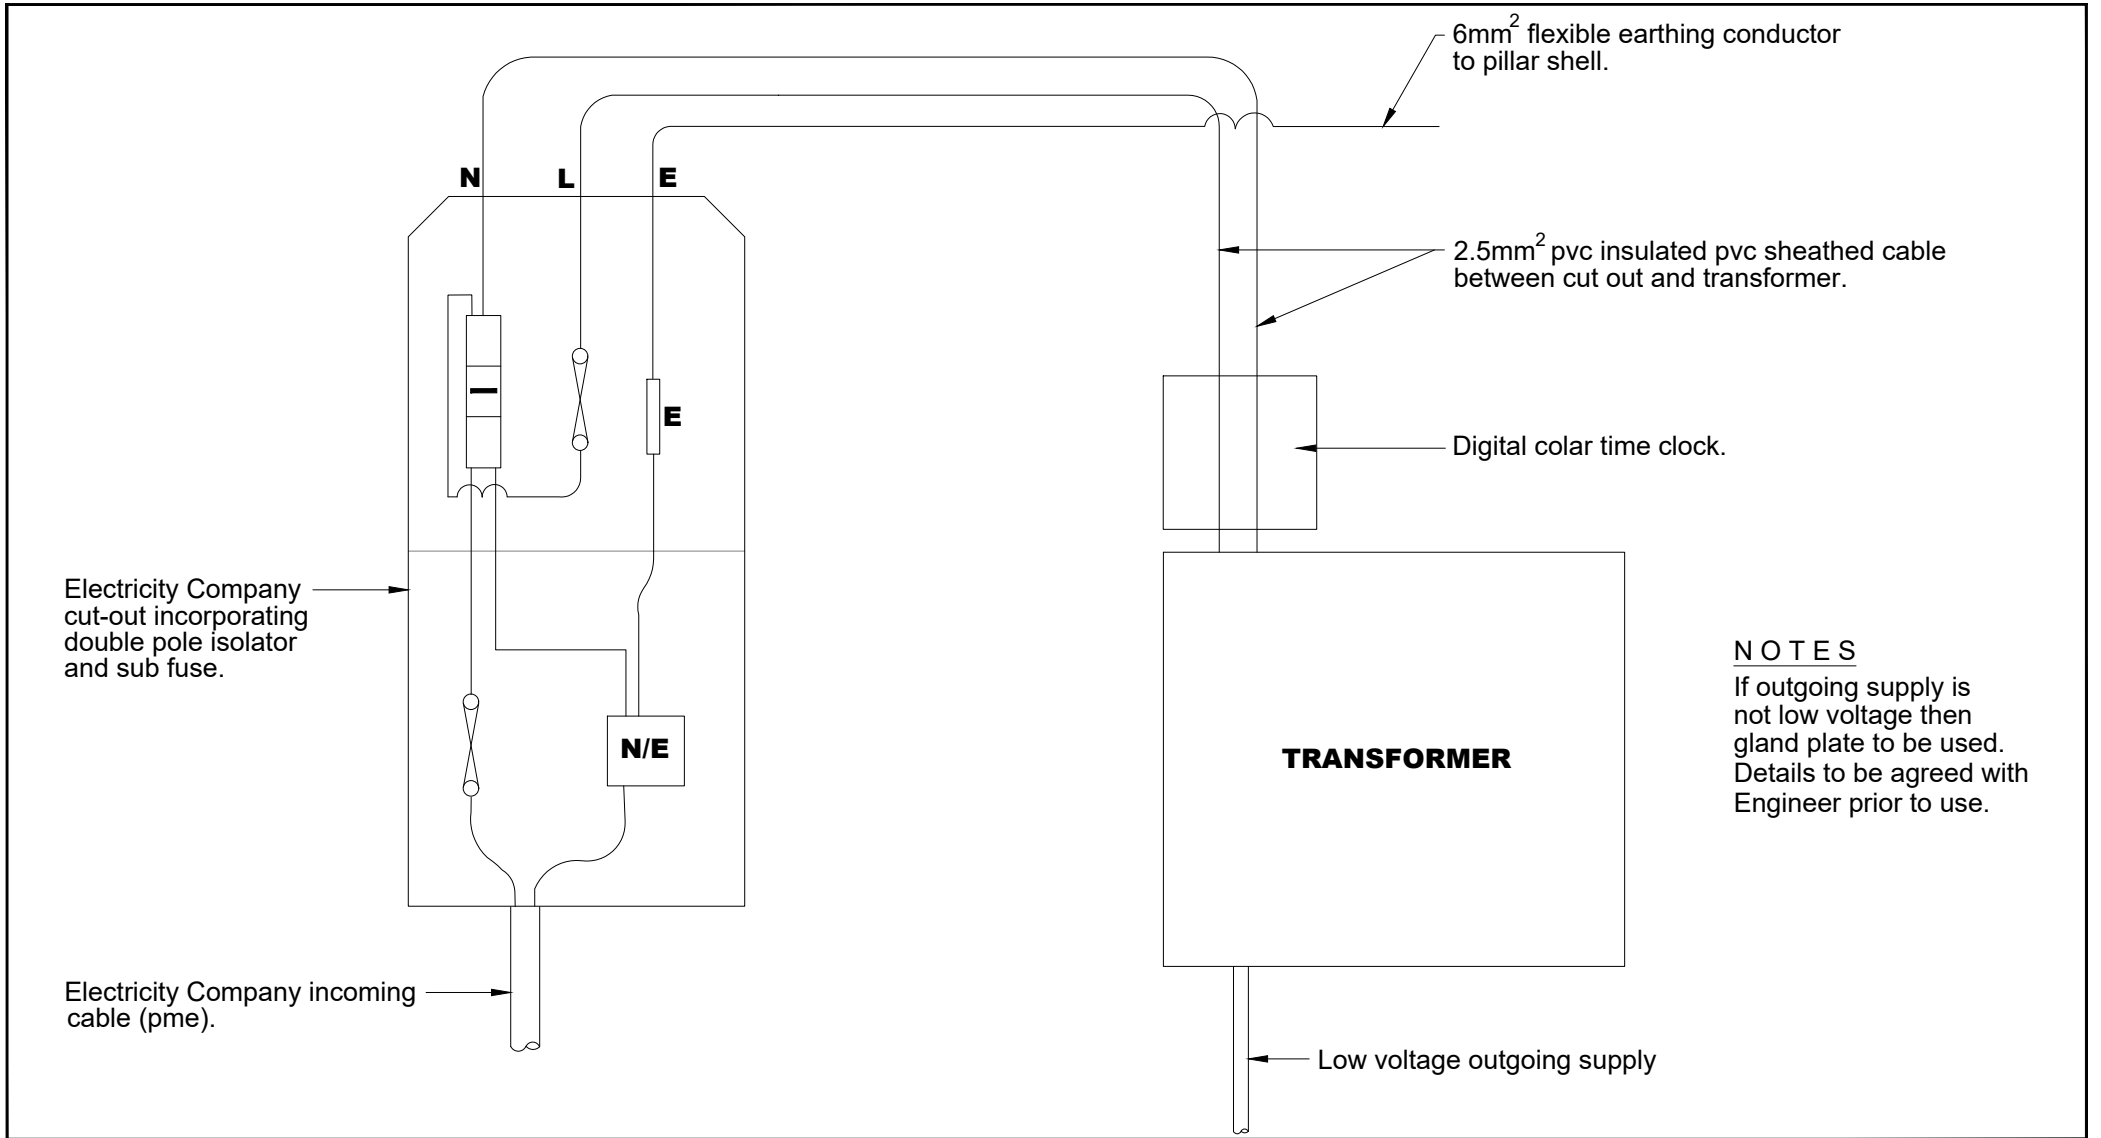 6mm² flexible earthing conductor
to pillar shell.
N
L
E
2.5mm² pvc insulated pvc sheathed cable
between cut out and transformer.
I
E
Digital colar time clock.
Electricity Company
cut-out incorporating
double pole isolator
and sub fuse.
N/E
TRANSFORMER
NOTES
If outgoing supply is
not low voltage then
gland plate to be used.
Details to be agreed with
Engineer prior to use.
Electricity Company incoming
cable (pme).
Low voltage outgoing supply